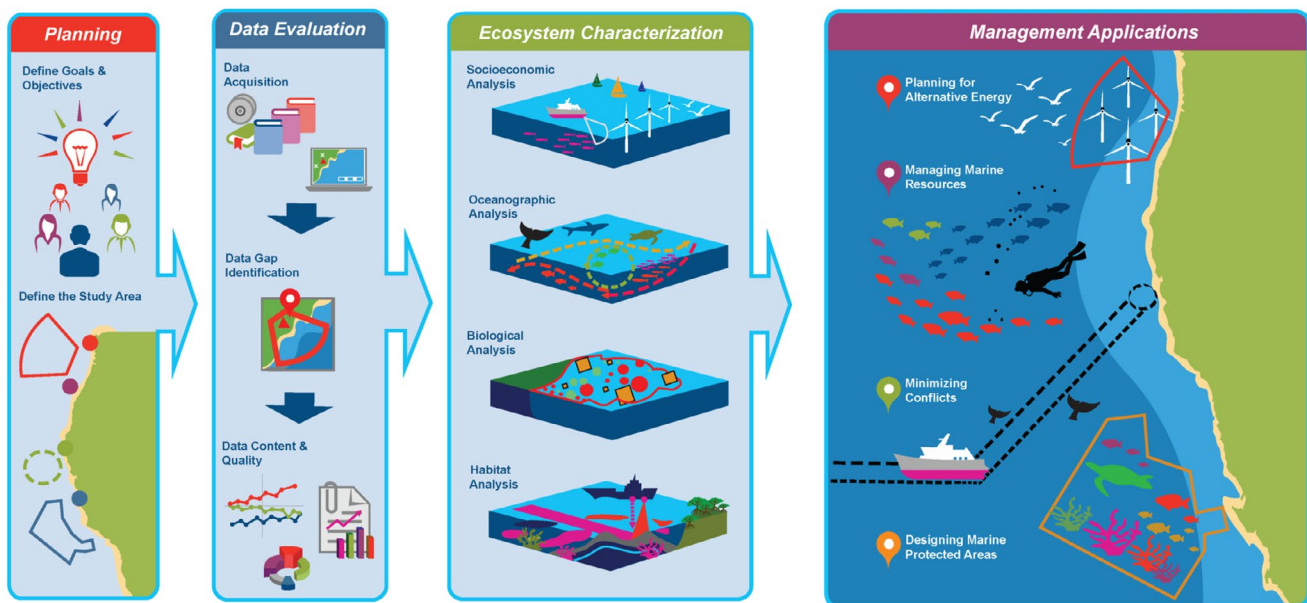 Planning
Define Goals &
Objectives
Define the Study Area
Data Evaluation
Data
Acquisition
Data Gap
Identification
Data Content &
Quality
Ecosystem Characterization
Socioeconomic
Analysis
Oceanographic
Analysis
Biological
Analysis
Habitat
Analysis
Management Applications
Planning for
Alternative Energy
Managing Marine
Resources
Minimizing
Conflicts
Designing Marine
Protected Areas